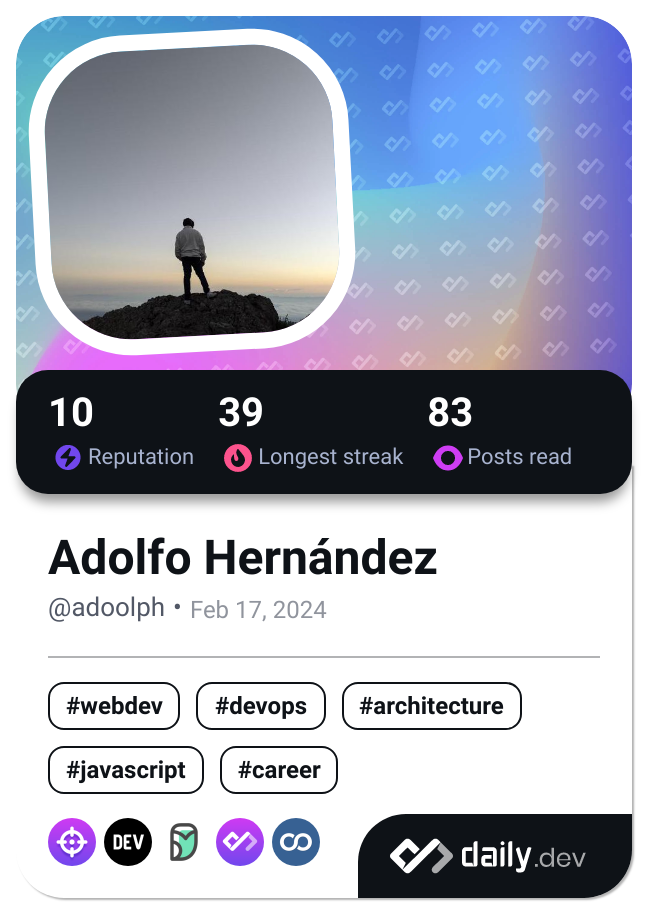 10 39 83
Reputation Longest streak Posts read
Adolfo Hernández
@adoolph • Feb 17, 2024
#webdev #devops #architecture
#javascript #career
DEV
daily.dev